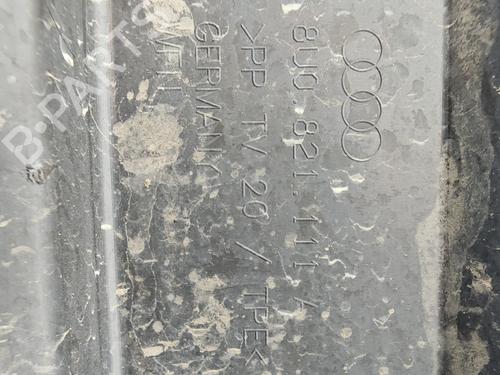 8U0.821.111 A
>PP TV 20 / TPE<
GERMANY
B-PARTS